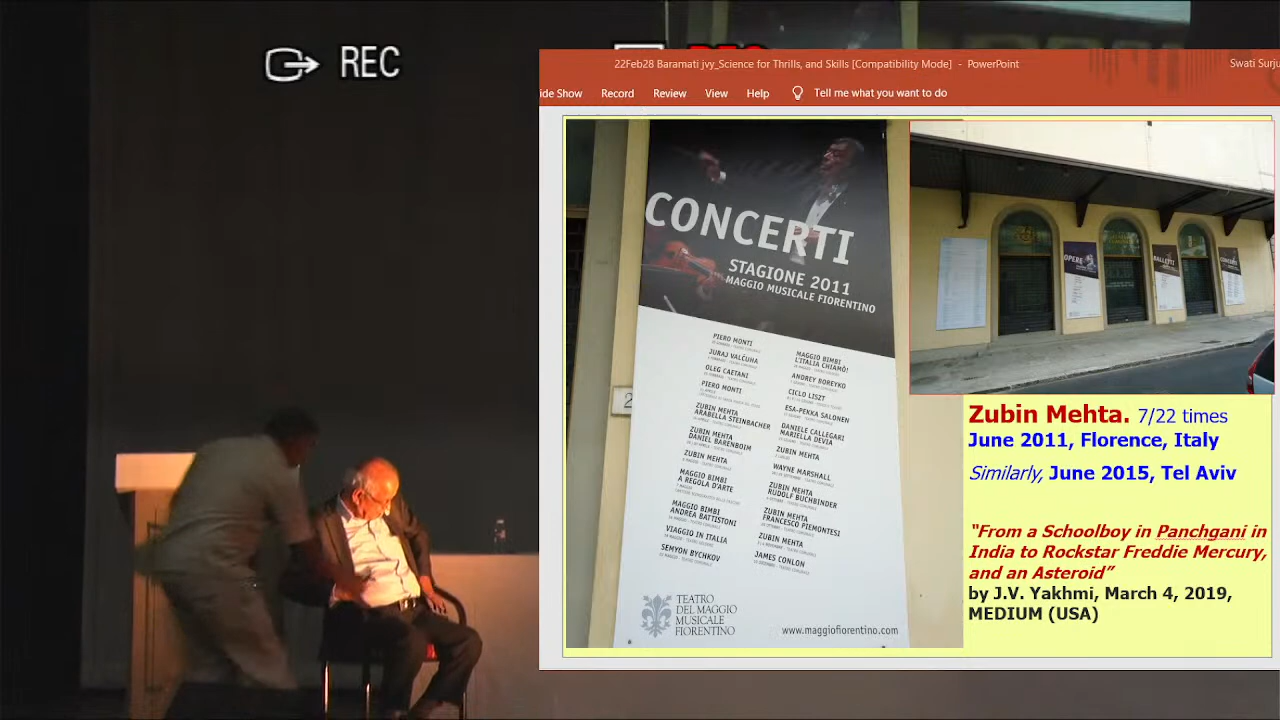 REC
REC
22Feb28 Baramati jvy_Science for Thrills, and Skills [Compatibility Mode] - PowerPoint
Swati Surju
ide Show Record Review View Help Tell me what you want to do
CONCERTI
STAGIONE 2011
MAGGIO MUSICALE FIORENTINO
PIERO MONTI
JURAJ VALČUHA
OLEG CAETANI
PIERO MONTI
ZUBIN MEHTA
ARABELLA STEINBACHER
ZUBIN MEHTA
DANIEL BARENBOIM
ZUBIN MEHTA
MAGGIO BIMBI
A REGOLA D'ARTE
MAGGIO BIMBI
ANDREA BATTISTONI
VIAGGIO IN ITALIA
SEMYON BYCHKOV
MAGGIO BIMBI
L'ITALIA CHIAMÒ!
ANDREY BOREYKO
CICLO LISZT
ESA-PEKKA SALONEN
DANIELE CALLEGARI
MARIELLA DEVIA
ZUBIN MEHTA
WAYNE MARSHALL
ZUBIN MEHTA
RUDOLF BUCHBINDER
ZUBIN MEHTA
FRANCESCO PIEMONTESI
ZUBIN MEHTA
JAMES CONLON
TEATRO
DEL MAGGIO
MUSICALE
FIORENTINO
www.maggiofiorentino.com
2
OPERE
BALLETTI
CONCERTI
Zubin Mehta. 7/22 times
June 2011, Florence, Italy
Similarly, June 2015, Tel Aviv
"From a Schoolboy in Panchgani in
India to Rockstar Freddie Mercury,
and an Asteroid"
by J.V. Yakhmi, March 4, 2019,
MEDIUM (USA)